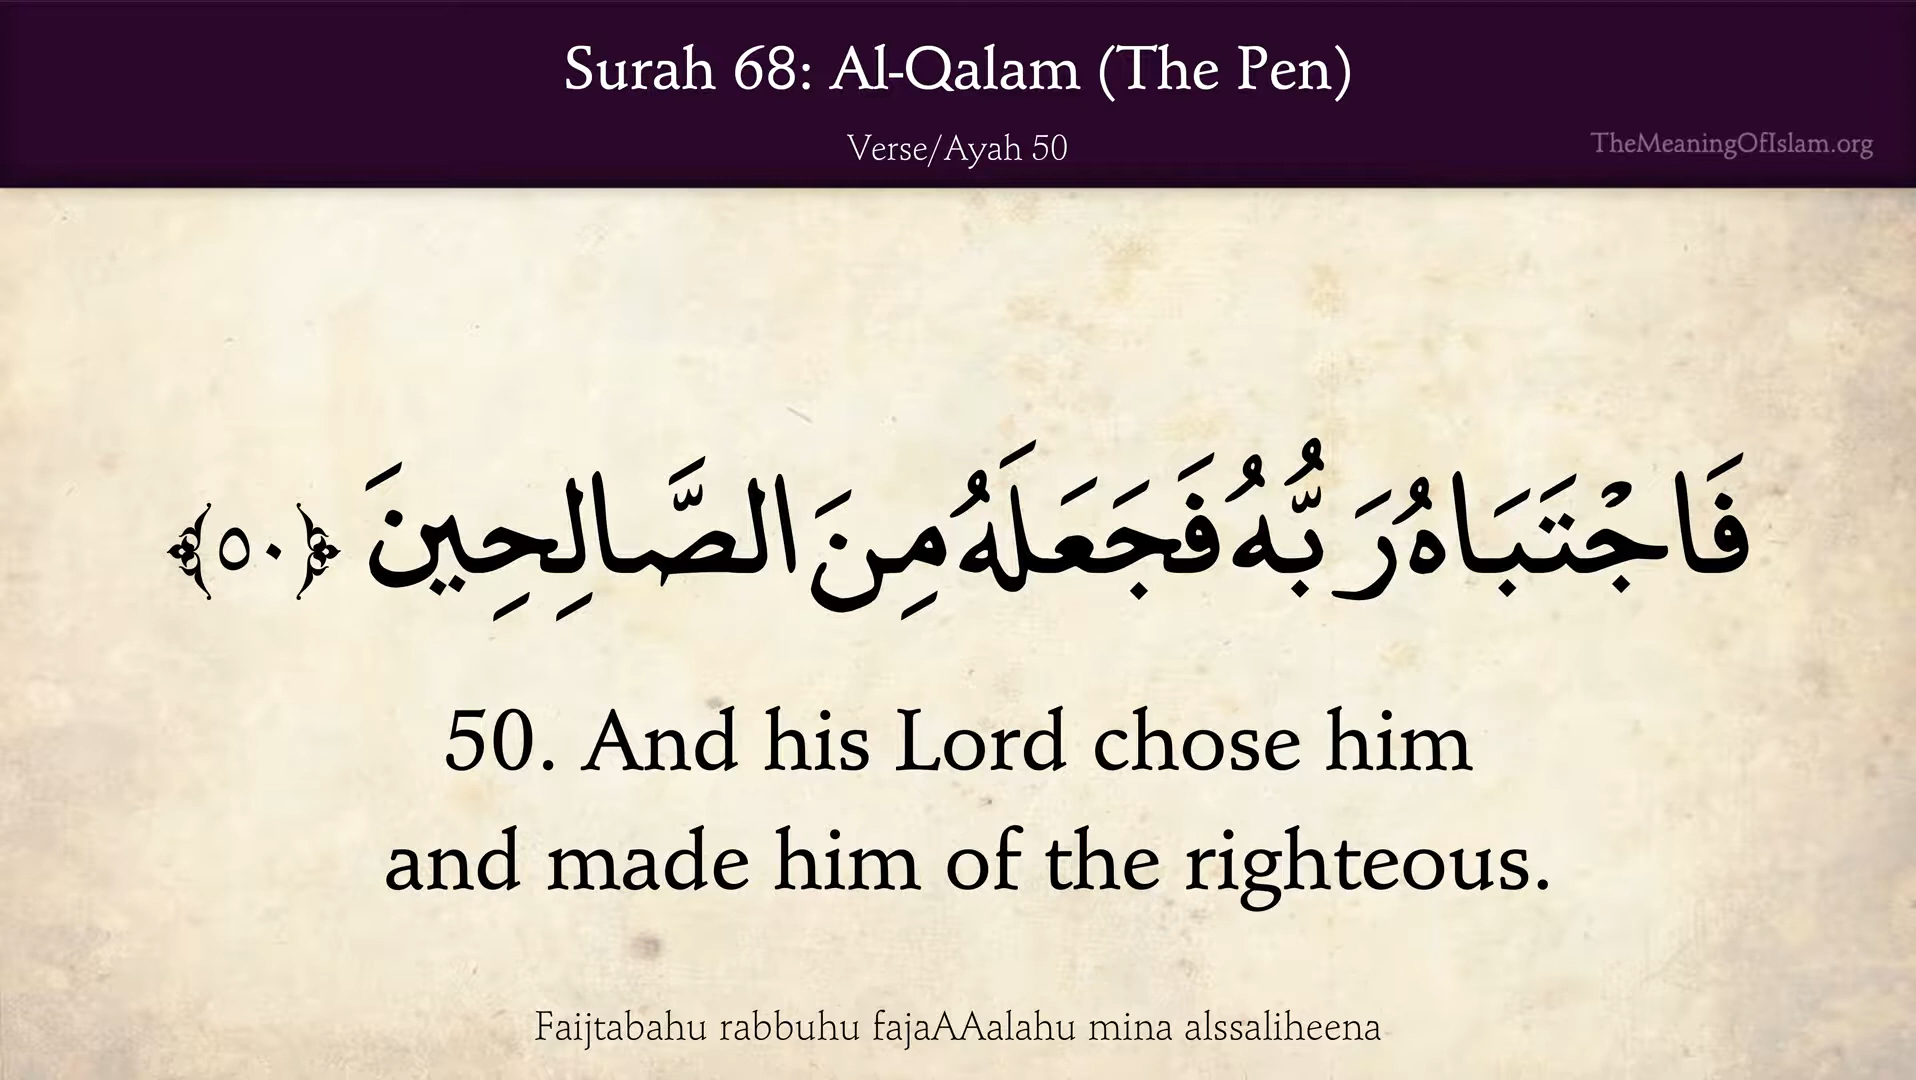 Surah 68: Al-Qalam (The Pen)
Verse/Ayah 50
TheMeaningOfIslam.org
فَاجْتَبَاهُ رَبُّهُ فَجَعَلَهُ مِنَ الصَّالِحِينَ ﴿٥٠﴾
50. And his Lord chose him
and made him of the righteous.
Faijtabahu rabbuhu fajaAAalahu mina alssaliheena